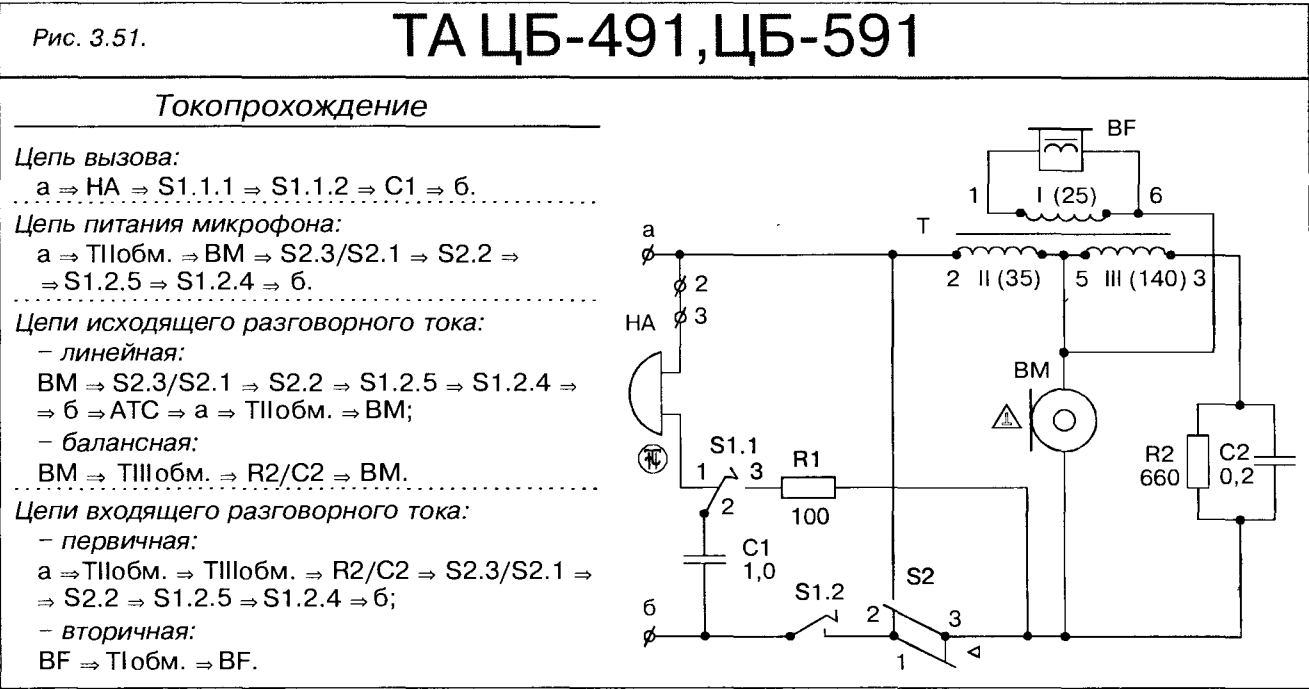 Рис. 3.51.
ТА ЦБ-491,ЦБ-591
Токопрохождение
Цепь вызова:
а ⇒ НА ⇒ S1.1.1 ⇒ S1.1.2 ⇒ C1 ⇒ б.
Цепь питания микрофона:
а ⇒ TIIобм. ⇒ ВМ ⇒ S2.3/S2.1 ⇒ S2.2 ⇒
⇒ S1.2.5 ⇒ S1.2.4 ⇒ б.
Цепи исходящего разговорного тока:
– линейная:
ВМ ⇒ S2.3/S2.1 ⇒ S2.2 ⇒ S1.2.5 ⇒ S1.2.4 ⇒
⇒ б ⇒ АТС ⇒ а ⇒ TIIобм. ⇒ ВМ;
– балансная:
ВМ ⇒ TIIIобм. ⇒ R2/C2 ⇒ ВМ.
Цепи входящего разговорного тока:
– первичная:
а ⇒ TIIобм. ⇒ TIIIобм. ⇒ R2/C2 ⇒ S2.3/S2.1 ⇒
⇒ S2.2 ⇒ S1.2.5 ⇒ S1.2.4 ⇒ б;
– вторичная:
BF ⇒ TIобм. ⇒ BF.
BF
1 I (25) 6
T
а
2 II (35) 5 III (140) 3
2
НА 3
ВМ
S1.1
1 3 R1
2
100
R2 C2
660 0,2
C1
1,0
S1.2
S2
б
2 3
1